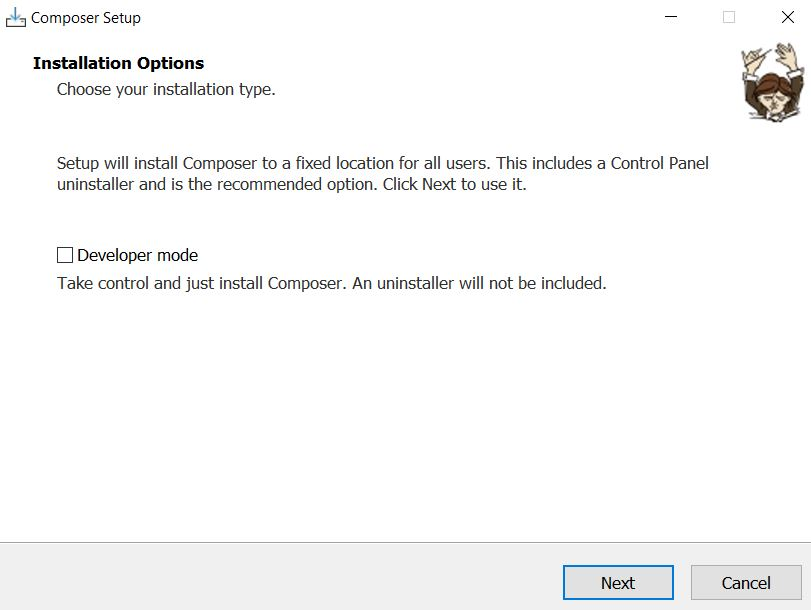 Composer Setup
Installation Options
Choose your installation type.
Setup will install Composer to a fixed location for all users. This includes a Control Panel
uninstaller and is the recommended option. Click Next to use it.
Developer mode
Take control and just install Composer. An uninstaller will not be included.
Next
Cancel